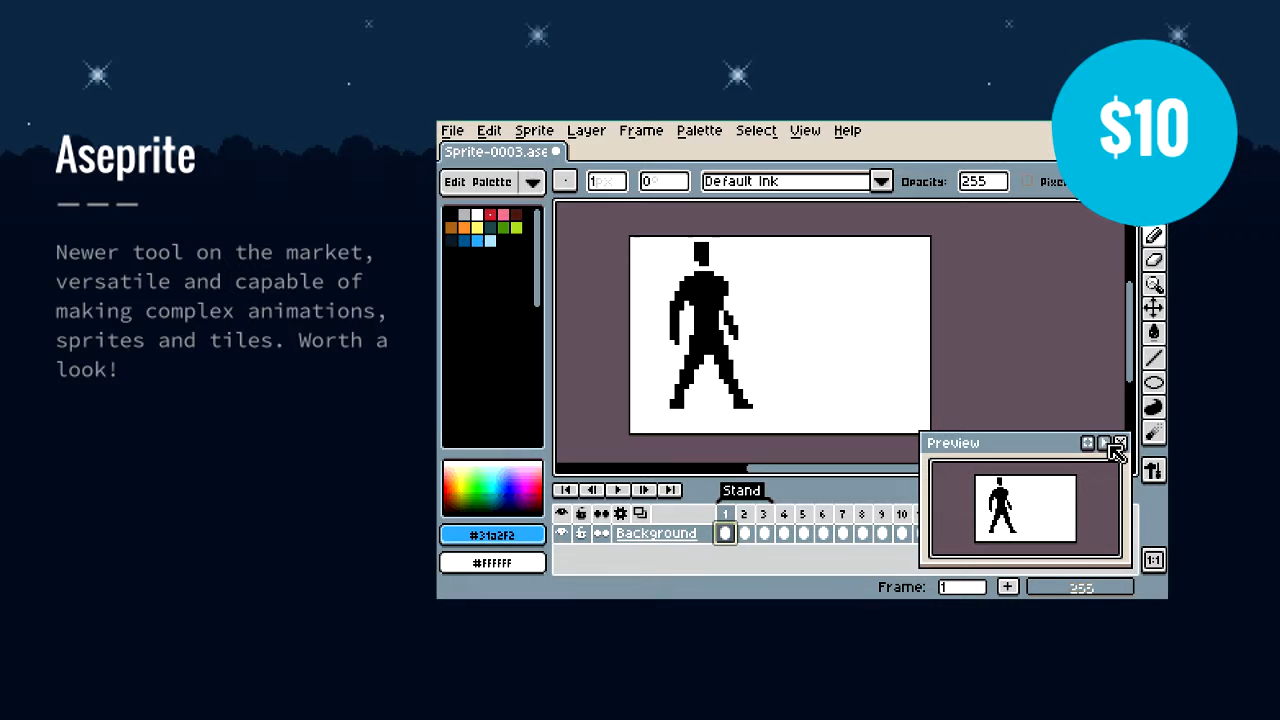 $10
Aseprite
Newer tool on the market,
versatile and capable of
making complex animations,
sprites and tiles. Worth a
look!
File Edit Sprite Layer Frame Palette Select View Help
Sprite-0003.ase
Edit Palette 1px 0° Default Ink Opacity: 255
Preview
Stand
1 2 3 4 5 6 7 8 9 10
Background
#31a2f2
#FFFFFF
1:1
Frame: 1 + 255